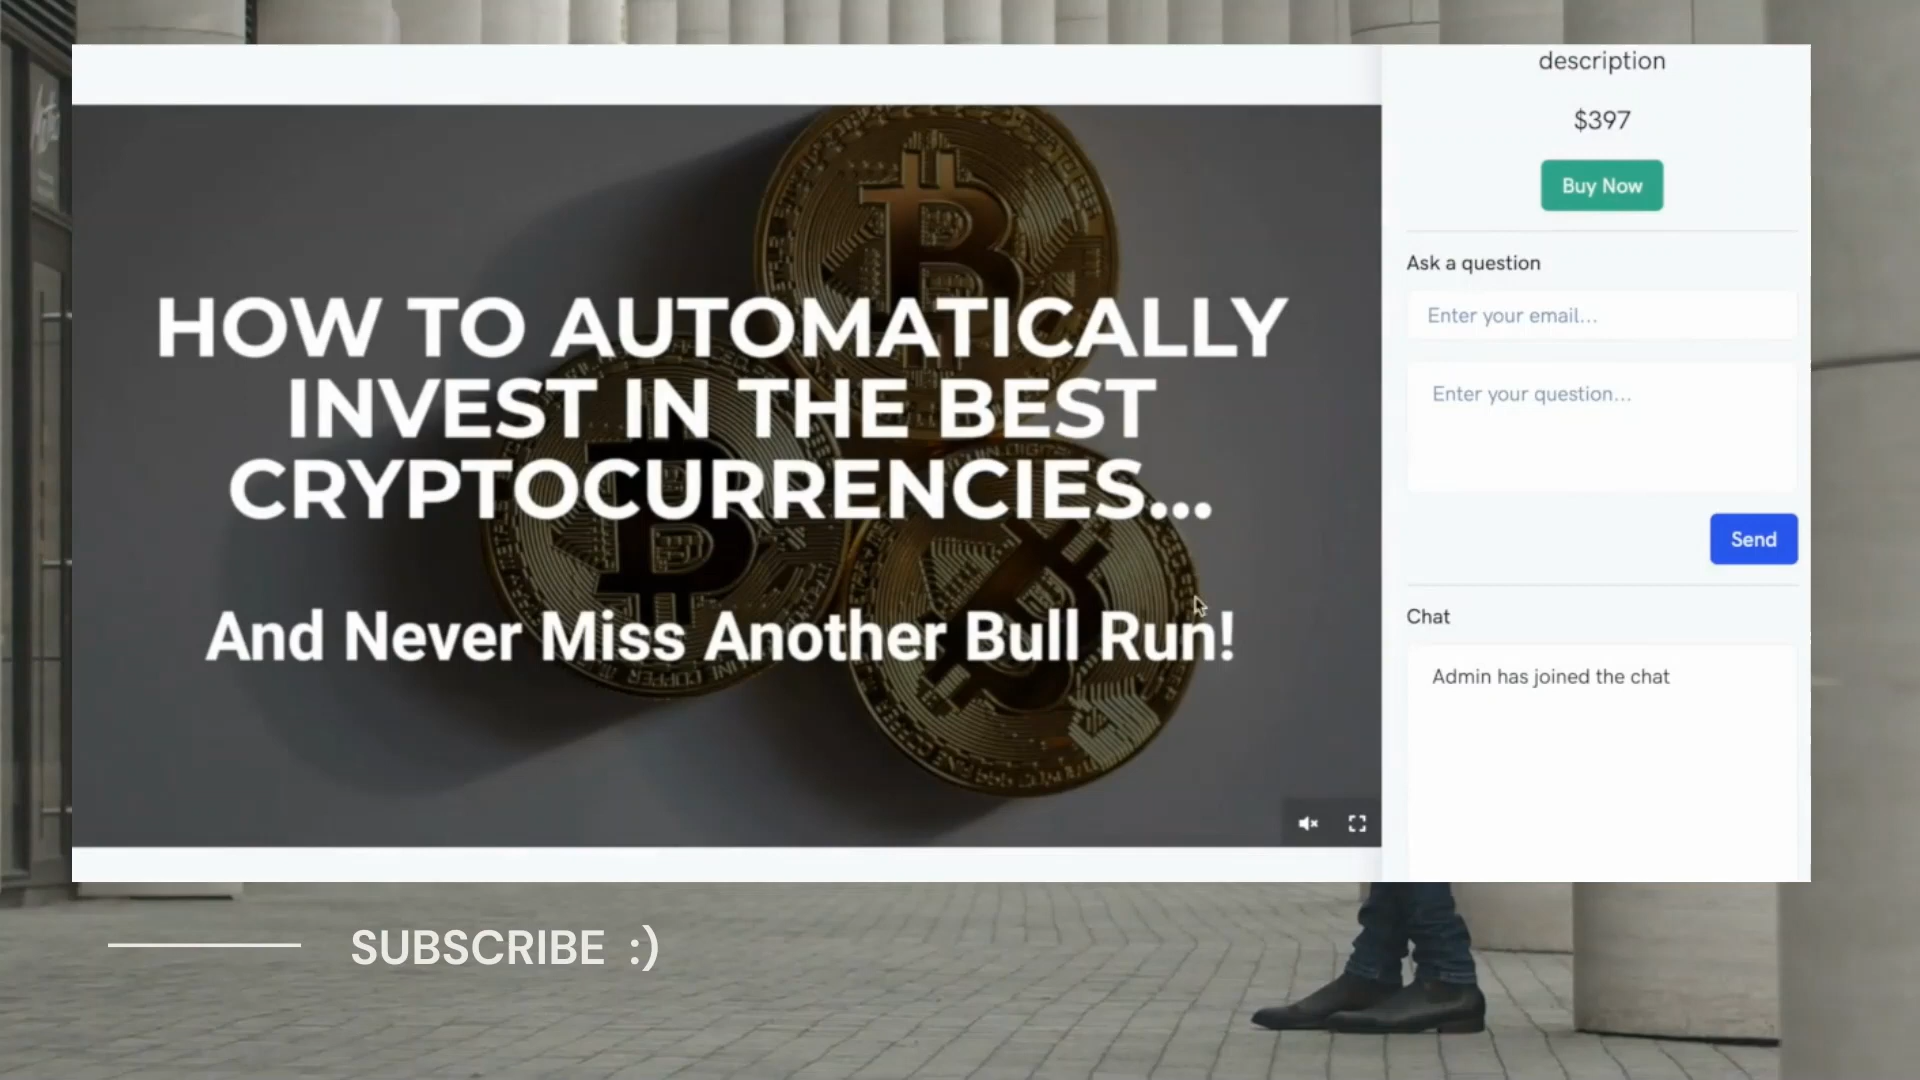 HOW TO AUTOMATICALLY
INVEST IN THE BEST
CRYPTOCURRENCIES...
And Never Miss Another Bull Run!
description
$397
Buy Now
Ask a question
Enter your email...
Enter your question...
Send
Chat
Admin has joined the chat
SUBSCRIBE :)